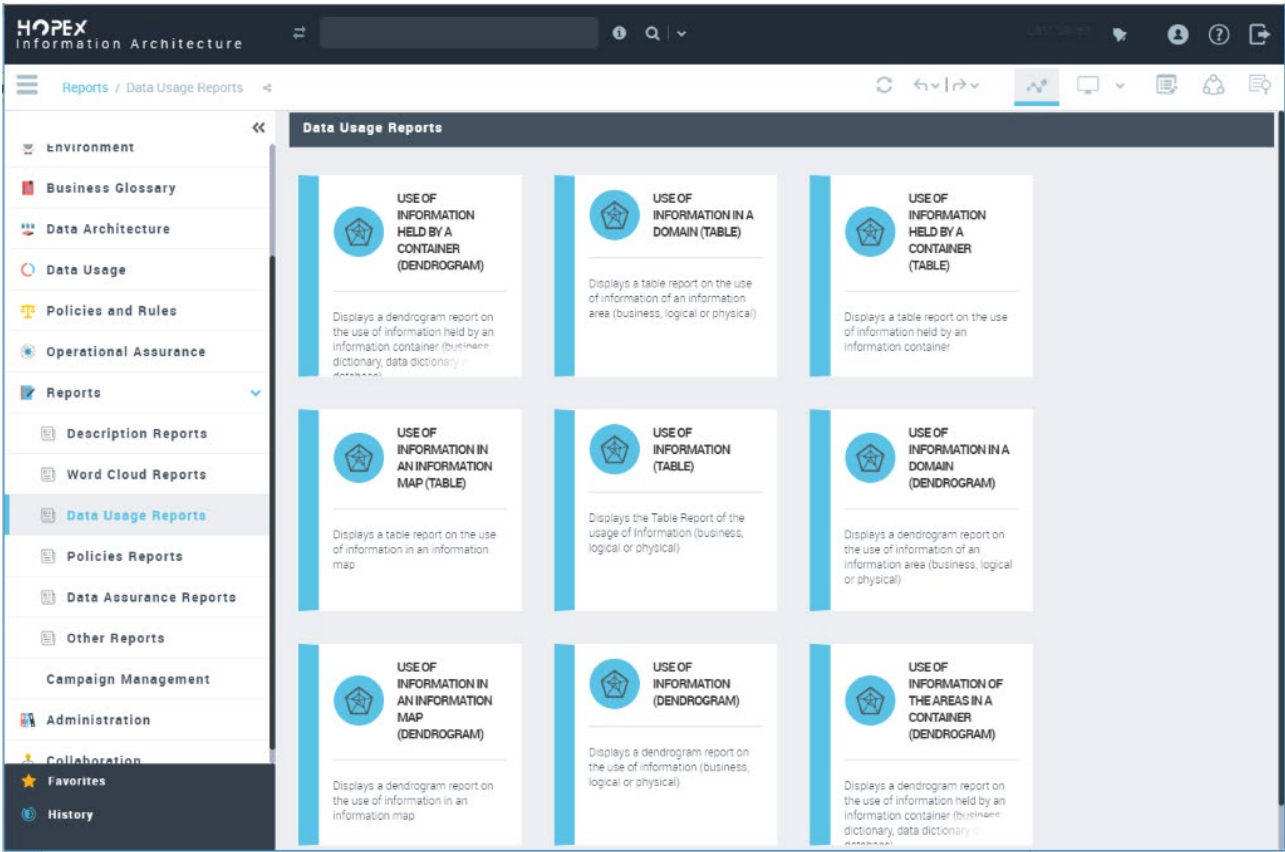 HOPEX
Information Architecture
Reports / Data Usage Reports
Environment
Business Glossary
Data Architecture
Data Usage
Policies and Rules
Operational Assurance
Reports
Description Reports
Word Cloud Reports
Data Usage Reports
Policies Reports
Data Assurance Reports
Other Reports
Campaign Management
Administration
Collaboration
Favorites
History
Data Usage Reports
USE OF
INFORMATION
HELD BY A
CONTAINER
(DENDROGRAM)
Displays a dendrogram report on
the use of information held by an
information container (business
dictionary, data dictionary
database)
USE OF
INFORMATION IN A
DOMAIN (TABLE)
Displays a table report on the use
of information of an information
area (business, logical or physical)
USE OF
INFORMATION
HELD BY A
CONTAINER
(TABLE)
Displays a table report on the use
of information held by an
information container
USE OF
INFORMATION IN
AN INFORMATION
MAP (TABLE)
Displays a table report on the use
of information in an information
map
USE OF
INFORMATION
(TABLE)
Displays the Table Report of the
usage of Information (business,
logical or physical)
USE OF
INFORMATION IN A
DOMAIN
(DENDROGRAM)
Displays a dendrogram report on
the use of information of an
information area (business, logical
or physical)
USE OF
INFORMATION IN
AN INFORMATION
MAP
(DENDROGRAM)
Displays a dendrogram report on
the use of information in an
information map
USE OF
INFORMATION
(DENDROGRAM)
Displays a dendrogram report on
the use of information (business,
logical or physical)
USE OF
INFORMATION OF
THE AREAS IN A
CONTAINER
(DENDROGRAM)
Displays a dendrogram report on
the use of information held by an
information container (business
dictionary, data dictionary
database)